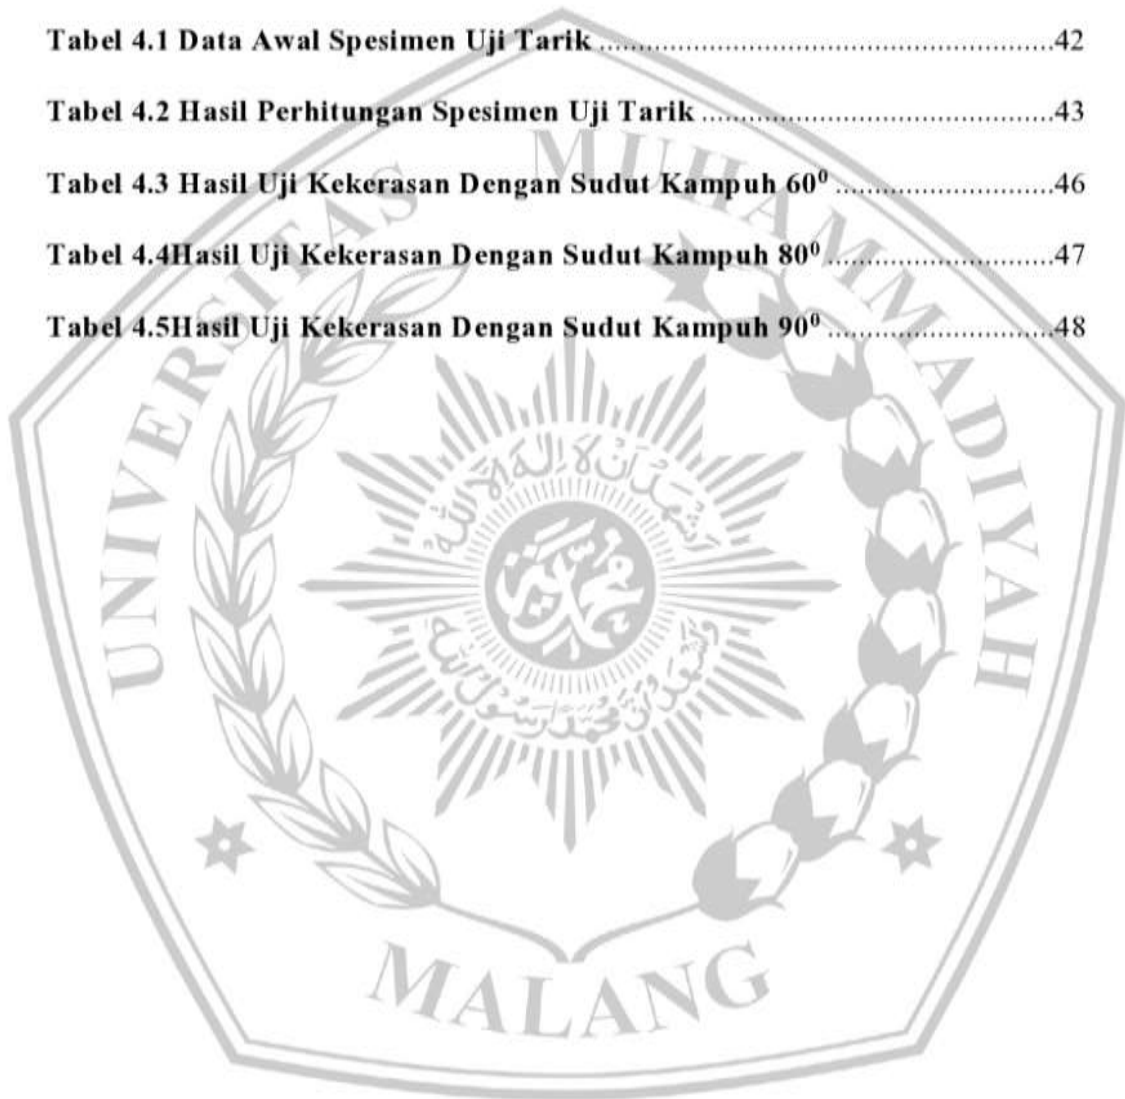 Tabel 4.1 Data Awal Spesimen Uji Tarik ............................................................42
Tabel 4.2 Hasil Perhitungan Spesimen Uji Tarik ...............................................43
Tabel 4.3 Hasil Uji Kekerasan Dengan Sudut Kampuh 60⁰ .............................46
Tabel 4.4Hasil Uji Kekerasan Dengan Sudut Kampuh 80⁰ ..............................47
Tabel 4.5Hasil Uji Kekerasan Dengan Sudut Kampuh 90⁰ ..............................48
UNIVERSITAS MUHAMMADIYAH
MALANG